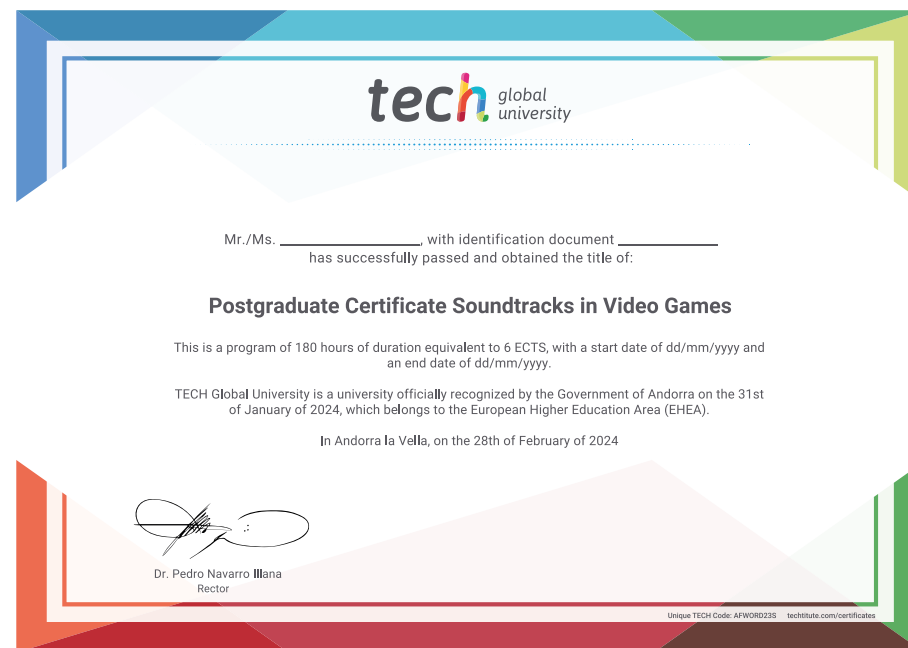 tech global university
Mr./Ms. ____________________, with identification document ______________
has successfully passed and obtained the title of:
Postgraduate Certificate Soundtracks in Video Games
This is a program of 180 hours of duration equivalent to 6 ECTS, with a start date of dd/mm/yyyy and
an end date of dd/mm/yyyy.
TECH Global University is a university officially recognized by the Government of Andorra on the 31st
of January of 2024, which belongs to the European Higher Education Area (EHEA).
In Andorra la Vella, on the 28th of February of 2024
Dr. Pedro Navarro Illana
Rector
Unique TECH Code: AFWORD23S techtitute.com/certificates